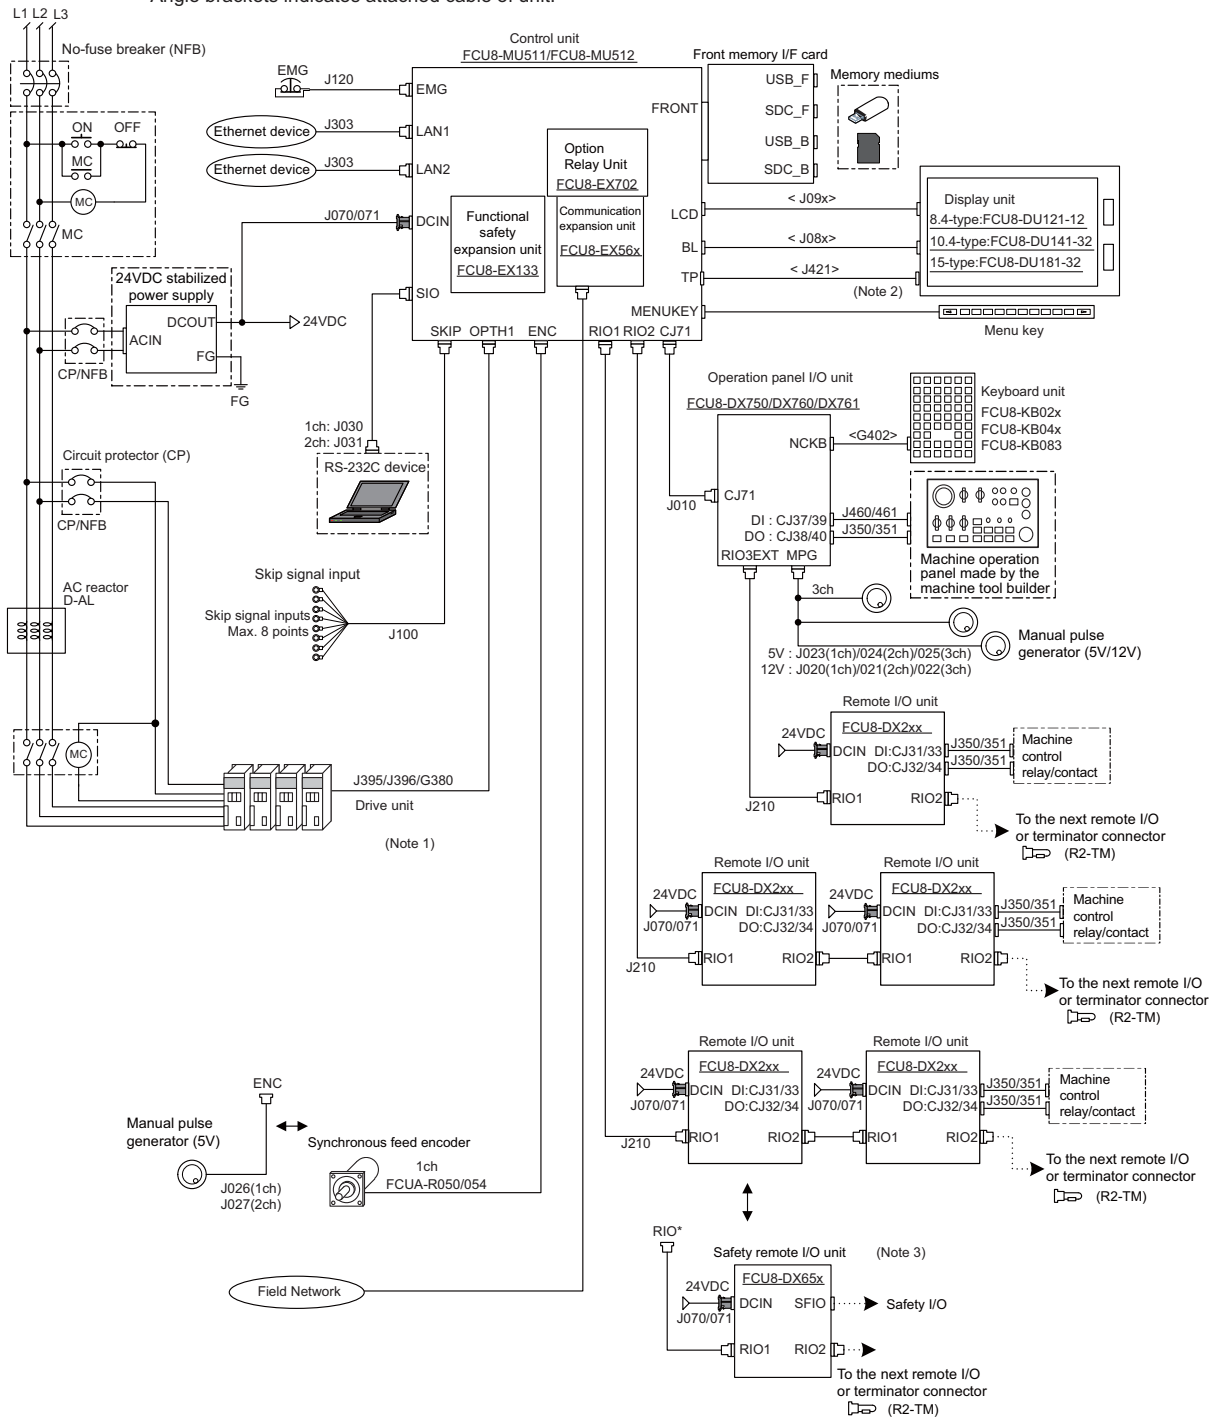 Angle brackets indicates attached cable of unit.
L1 L2 L3
No-fuse breaker (NFB)
ON
OFF
MC
MC
MC
24VDC stabilized
power supply
DCOUT
ACIN
FG
24VDC
FG
CP/NFB
Circuit protector (CP)
CP/NFB
AC reactor
D-AL
MC
EMG
J120
Ethernet device
J303
Ethernet device
J303
J070/071
Control unit
FCU8-MU511/FCU8-MU512
EMG
LAN1
LAN2
DCIN
SIO
SKIP
OPTH1
ENC
RIO1
RIO2
CJ71
FRONT
LCD
BL
TP
MENUKEY
Option
Relay Unit
FCU8-EX702
Functional
safety
expansion unit
FCU8-EX133
Communication
expansion unit
FCU8-EX56x
Front memory I/F card
USB_F
SDC_F
USB_B
SDC_B
Memory mediums
< J09x>
< J08x>
< J421>
(Note 2)
Display unit
8.4-type:FCU8-DU121-12
10.4-type:FCU8-DU141-32
15-type:FCU8-DU181-32
Menu key
1ch: J030
2ch: J031
RS-232C device
Skip signal input
Skip signal inputs
Max. 8 points
J100
J395/J396/G380
Drive unit
(Note 1)
Operation panel I/O unit
FCU8-DX750/DX760/DX761
NCKB
CJ71
DI : CJ37/39
DO : CJ38/40
RIO3EXT
MPG
J010
<G402>
Keyboard unit
FCU8-KB02x
FCU8-KB04x
FCU8-KB083
J460/461
J350/351
Machine operation
panel made by the
machine tool builder
3ch
Manual pulse
generator (5V/12V)
5V : J023(1ch)/024(2ch)/025(3ch)
12V : J020(1ch)/021(2ch)/022(3ch)
Remote I/O unit
FCU8-DX2xx
24VDC
DCIN
DI:CJ31/33
DO:CJ32/34
RIO1
RIO2
J210
J350/351
J350/351
Machine
control
relay/contact
To the next remote I/O
or terminator connector
(R2-TM)
Remote I/O unit
FCU8-DX2xx
24VDC
J070/071
DCIN
DI:CJ31/33
DO:CJ32/34
RIO1
RIO2
J210
Remote I/O unit
FCU8-DX2xx
24VDC
J070/071
DCIN
DI:CJ31/33
DO:CJ32/34
RIO1
RIO2
J350/351
J350/351
Machine
control
relay/contact
To the next remote I/O
or terminator connector
(R2-TM)
Remote I/O unit
FCU8-DX2xx
24VDC
J070/071
DCIN
DI:CJ31/33
DO:CJ32/34
RIO1
RIO2
J210
Remote I/O unit
FCU8-DX2xx
24VDC
J070/071
DCIN
DI:CJ31/33
DO:CJ32/34
RIO1
RIO2
J350/351
J350/351
Machine
control
relay/contact
To the next remote I/O
or terminator connector
(R2-TM)
ENC
Manual pulse
generator (5V)
J026(1ch)
J027(2ch)
Synchronous feed encoder
1ch
FCUA-R050/054
Field Network
RIO*
Safety remote I/O unit
(Note 3)
FCU8-DX65x
24VDC
J070/071
DCIN
SFIO
RIO1
RIO2
Safety I/O
To the next remote I/O
or terminator connector
(R2-TM)